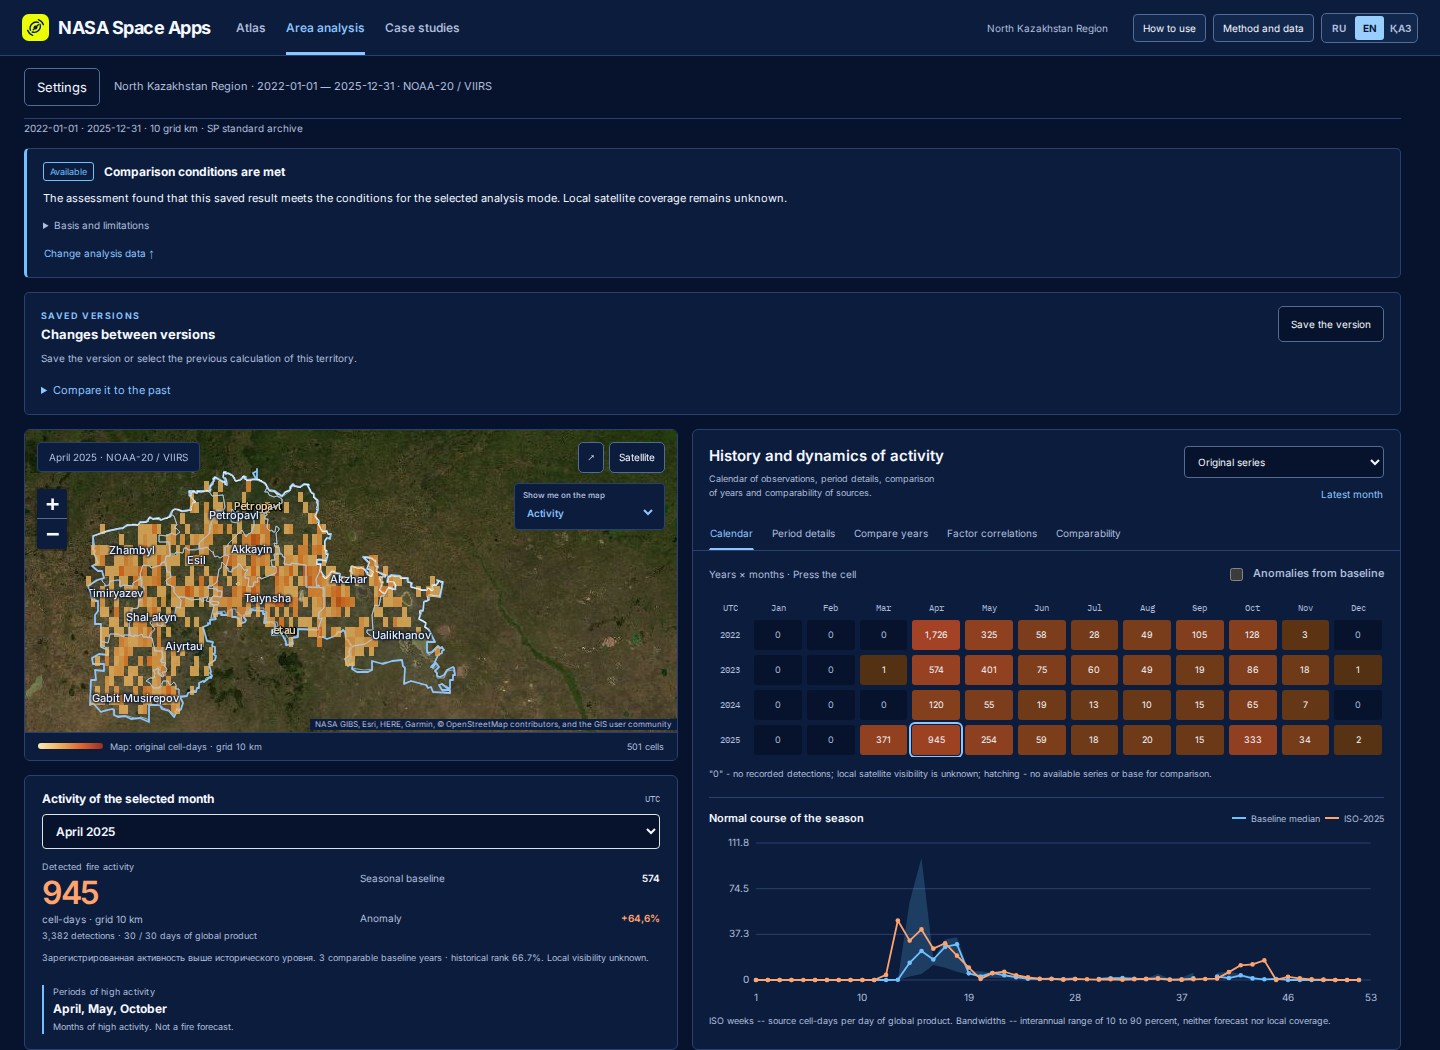 NASA Space Apps
Atlas
Area analysis
Case studies
North Kazakhstan Region
How to use
Method and data
RU
EN
ҚАЗ
Settings
North Kazakhstan Region · 2022-01-01 — 2025-12-31 · NOAA-20 / VIIRS
2022-01-01 · 2025-12-31 · 10 grid km · SP standard archive
Available
Comparison conditions are met
The assessment found that this saved result meets the conditions for the selected analysis mode. Local satellite coverage remains unknown.
Basis and limitations
Change analysis data ↑
SAVED VERSIONS
Changes between versions
Save the version or select the previous calculation of this territory.
Compare it to the past
Save the version
April 2025 · NOAA-20 / VIIRS
↗
Satellite
Show me on the map
Activity
+
−
Petropavl
Petropavl
Zhambyl
Esil
Akkayin
Akzhar
Timiryazev
Taiynsha
Shal akyn
etau
Ualikhanov
Aiyrtau
Gabit Musirepov
NASA GIBS, Esri, HERE, Garmin, © OpenStreetMap contributors, and the GIS user community
Map: original cell-days · grid 10 km
501 cells
Activity of the selected month
UTC
April 2025
Detected fire activity
945
cell-days · grid 10 km
3,382 detections · 30 / 30 days of global product
Seasonal baseline
574
Anomaly
+64,6%
Зарегистрированная активность выше исторического уровня. 3 comparable baseline years · historical rank 66.7%. Local visibility unknown.
Periods of high activity
April, May, October
Months of high activity. Not a fire forecast.
History and dynamics of activity
Calendar of observations, period details, comparison
of years and comparability of sources.
Original series
Latest month
Calendar
Period details
Compare years
Factor correlations
Comparability
Years × months · Press the cell
Anomalies from baseline
UTC Jan Feb Mar Apr May Jun Jul Aug Sep Oct Nov Dec
2022 0 0 0 1,726 325 58 28 49 105 128 3 0
2023 0 0 1 574 401 75 60 49 19 86 18 1
2024 0 0 0 120 55 19 13 10 15 65 7 0
2025 0 0 371 945 254 59 18 20 15 333 34 2
"0" - no recorded detections; local satellite visibility is unknown; hatching - no available series or base for comparison.
Normal course of the season
Baseline median
ISO-2025
111.8
74.5
37.3
0
1 10 19 28 37 46 53
ISO weeks -- source cell-days per day of global product. Bandwidths -- interannual range of 10 to 90 percent, neither forecast nor local coverage.